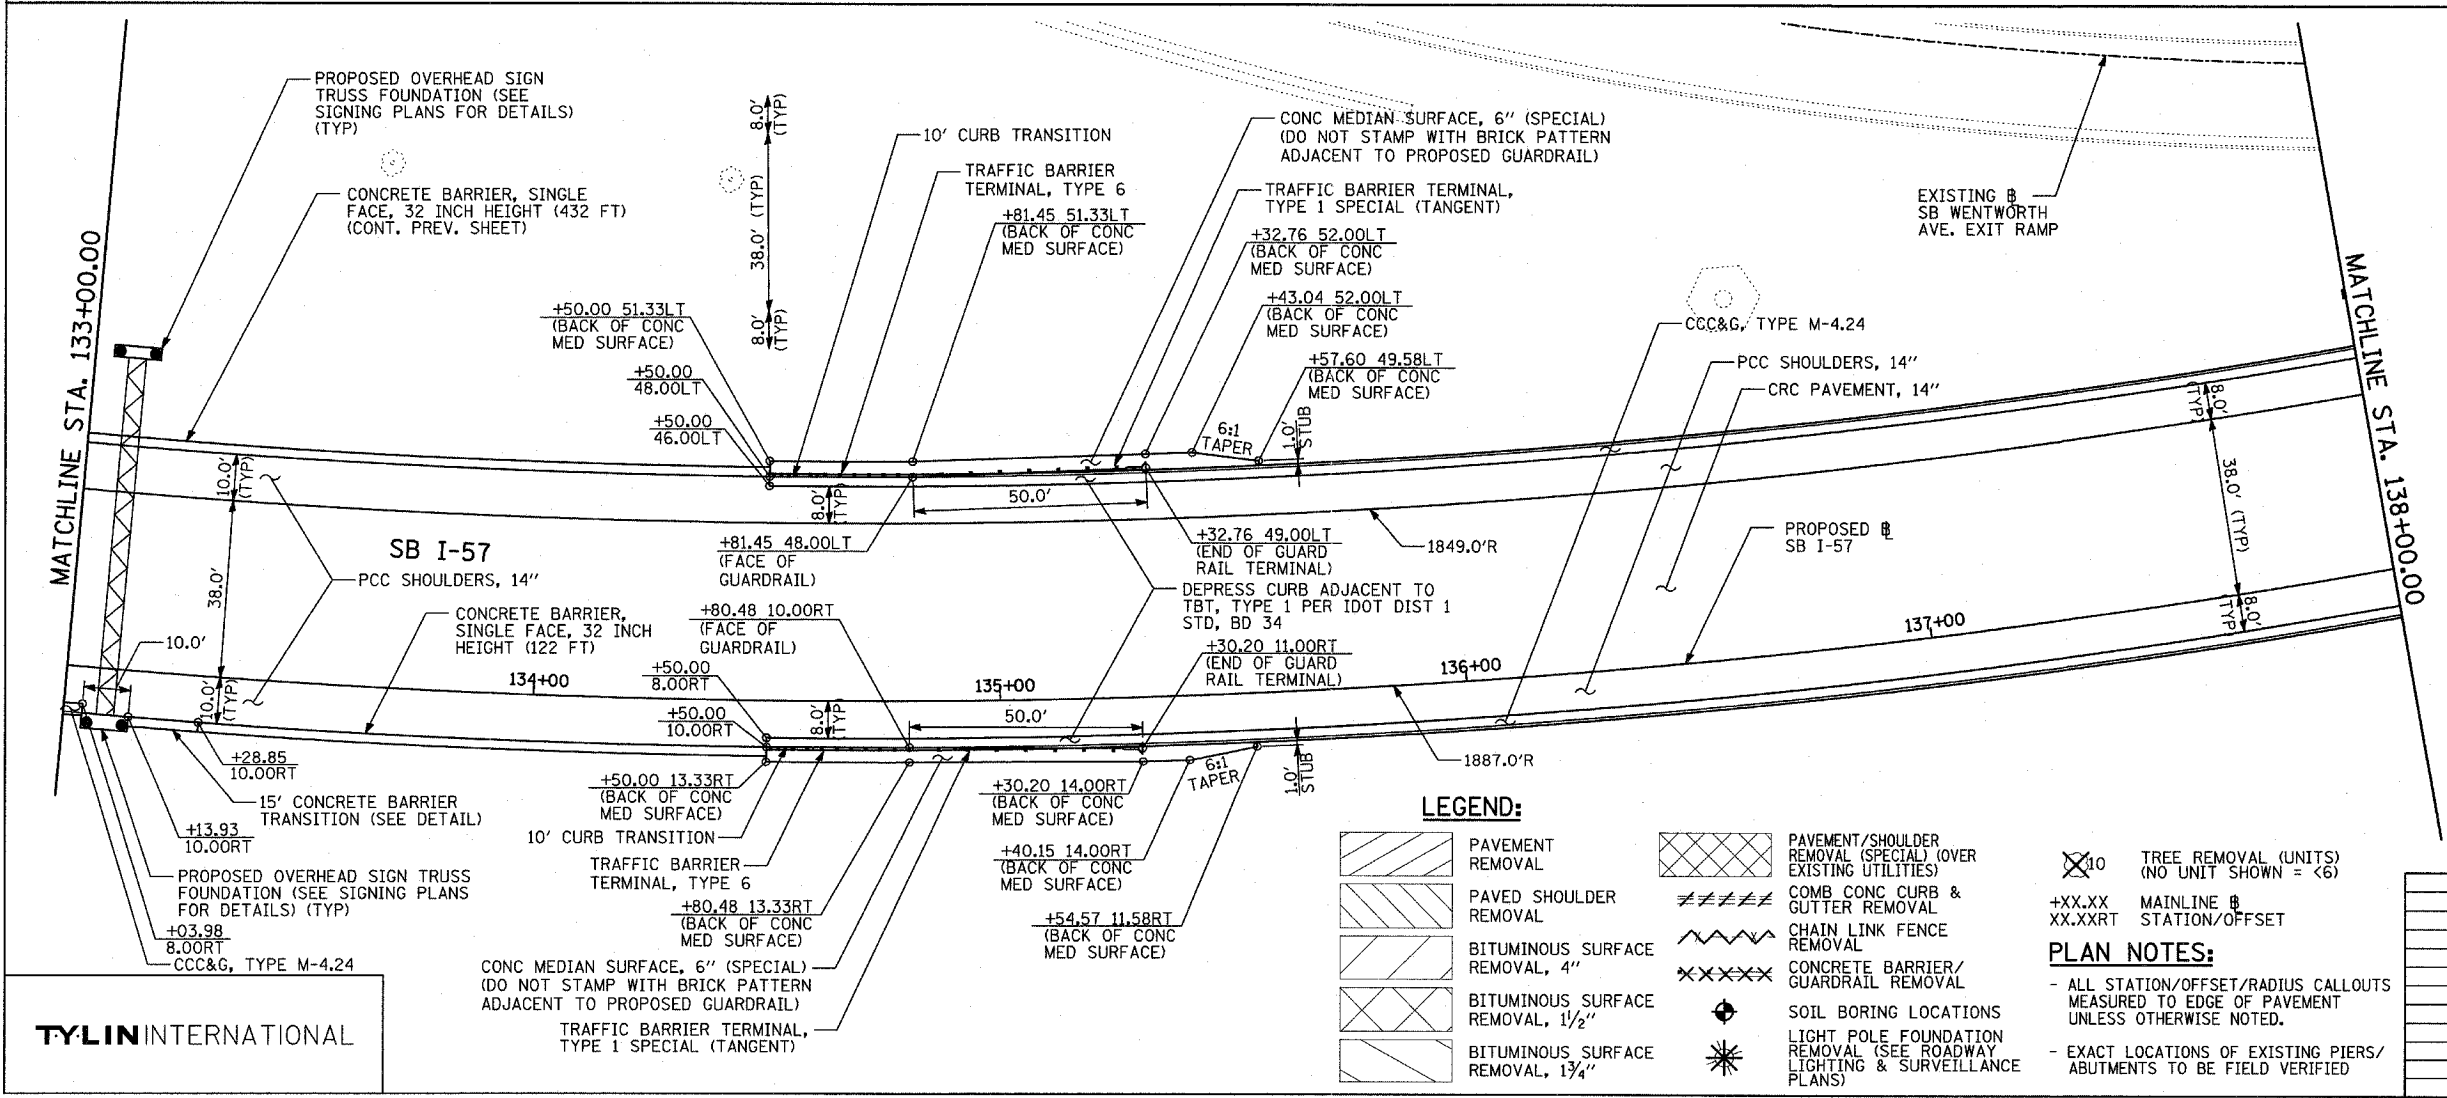 PROPOSED OVERHEAD SIGN
TRUSS FOUNDATION (SEE
SIGNING PLANS FOR DETAILS)
(TYP)
CONCRETE BARRIER, SINGLE
FACE, 32 INCH HEIGHT (432 FT)
(CONT. PREV. SHEET)
MATCHLINE STA. 133+00.00
8.0'
(TYP)
38.0' (TYP)
8.0'
(TYP)
10' CURB TRANSITION
TRAFFIC BARRIER
TERMINAL, TYPE 6
+81.45 51.33LT
(BACK OF CONC
MED SURFACE)
CONC MEDIAN SURFACE, 6" (SPECIAL)
(DO NOT STAMP WITH BRICK PATTERN
ADJACENT TO PROPOSED GUARDRAIL)
TRAFFIC BARRIER TERMINAL,
TYPE 1 SPECIAL (TANGENT)
+32.76 52.00LT
(BACK OF CONC
MED SURFACE)
+43.04 52.00LT
(BACK OF CONC
MED SURFACE)
+57.60 49.58LT
(BACK OF CONC
MED SURFACE)
EXISTING B
SB WENTWORTH
AVE. EXIT RAMP
MATCHLINE STA. 138+00.00
CCC&G, TYPE M-4.24
PCC SHOULDERS, 14"
CRC PAVEMENT, 14"
+50.00 51.33LT
(BACK OF CONC
MED SURFACE)
+50.00
48.00LT
+50.00
46.00LT
6:1
TAPER
1.0'
STUB
10.0'
(TYP)
8.0'
(TYP)
50.0'
8.0'
(TYP)
38.0' (TYP)
8.0'
(TYP)
SB I-57
PCC SHOULDERS, 14"
38.0'
+81.45 48.00LT
(FACE OF
GUARDRAIL)
+32.76 49.00LT
(END OF GUARD
RAIL TERMINAL)
1849.0'R
PROPOSED B
SB I-57
DEPRESS CURB ADJACENT TO
TBT, TYPE 1 PER IDOT DIST 1
STD, BD 34
CONCRETE BARRIER,
SINGLE FACE, 32 INCH
HEIGHT (122 FT)
+80.48 10.00RT
(FACE OF
GUARDRAIL)
+30.20 11.00RT
(END OF GUARD
RAIL TERMINAL)
10.0'
10.0'
(TYP)
134+00
135+00
136+00
137+00
+50.00
8.00RT
+50.00
10.00RT
8.0'
(TYP)
50.0'
6:1
TAPER
1.0'
STUB
1887.0'R
+28.85
10.00RT
15' CONCRETE BARRIER
TRANSITION (SEE DETAIL)
+13.93
10.00RT
PROPOSED OVERHEAD SIGN TRUSS
FOUNDATION (SEE SIGNING PLANS
FOR DETAILS) (TYP)
+03.98
8.00RT
CCC&G, TYPE M-4.24
+50.00 13.33RT
(BACK OF CONC
MED SURFACE)
10' CURB TRANSITION
TRAFFIC BARRIER
TERMINAL, TYPE 6
+80.48 13.33RT
(BACK OF CONC
MED SURFACE)
CONC MEDIAN SURFACE, 6" (SPECIAL)
(DO NOT STAMP WITH BRICK PATTERN
ADJACENT TO PROPOSED GUARDRAIL)
TRAFFIC BARRIER TERMINAL,
TYPE 1 SPECIAL (TANGENT)
+30.20 14.00RT
(BACK OF CONC
MED SURFACE)
+40.15 14.00RT
(BACK OF CONC
MED SURFACE)
+54.57 11.58RT
(BACK OF CONC
MED SURFACE)
TYLIN INTERNATIONAL
LEGEND:
PAVEMENT
REMOVAL
PAVED SHOULDER
REMOVAL
BITUMINOUS SURFACE
REMOVAL, 4"
BITUMINOUS SURFACE
REMOVAL, 1½"
BITUMINOUS SURFACE
REMOVAL, 1¾"
PAVEMENT/SHOULDER
REMOVAL (SPECIAL) (OVER
EXISTING UTILITIES)
COMB CONC CURB &
GUTTER REMOVAL
CHAIN LINK FENCE
REMOVAL
CONCRETE BARRIER/
GUARDRAIL REMOVAL
SOIL BORING LOCATIONS
LIGHT POLE FOUNDATION
REMOVAL (SEE ROADWAY
LIGHTING & SURVEILLANCE
PLANS)
10 TREE REMOVAL (UNITS)
(NO UNIT SHOWN = <6)
+XX.XX MAINLINE B
XX.XXRT STATION/OFFSET
PLAN NOTES:
- ALL STATION/OFFSET/RADIUS CALLOUTS
MEASURED TO EDGE OF PAVEMENT
UNLESS OTHERWISE NOTED.
- EXACT LOCATIONS OF EXISTING PIERS/
ABUTMENTS TO BE FIELD VERIFIED